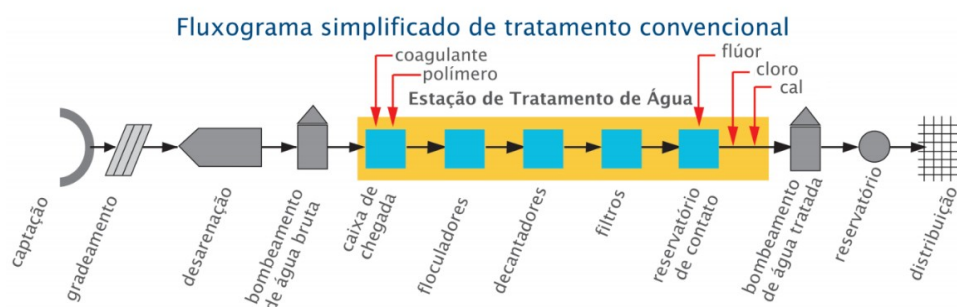 Fluxograma simplificado de tratamento convencional
coagulante
polímero
flúor
cloro
cal
Estação de Tratamento de Água
captação
gradeamento
desarenação
bombeamento
de água bruta
caixa de
chegada
floculadores
decantadores
filtros
reservatório
de contato
bombeamento
de água tratada
reservatório
distribuição